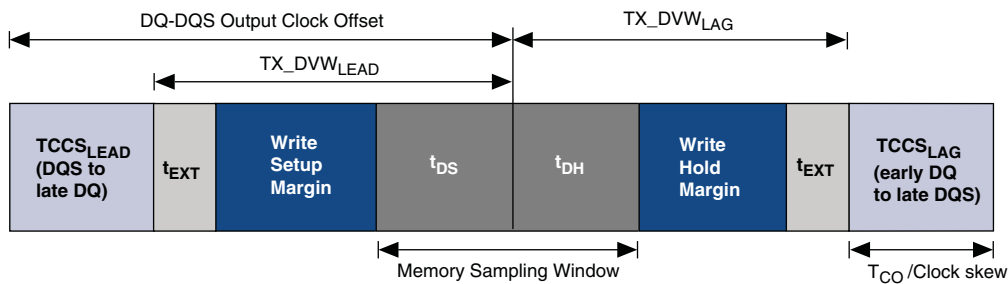 DQ-DQS Output Clock Offset
TX_DVWLAG
TX_DVWLEAD
TCCSLEAD
(DQS to
late DQ)
tEXT
Write
Setup
Margin
tDS
tDH
Write
Hold
Margin
tEXT
TCCSLAG
(early DQ
to late DQS)
Memory Sampling Window
TCO /Clock skew